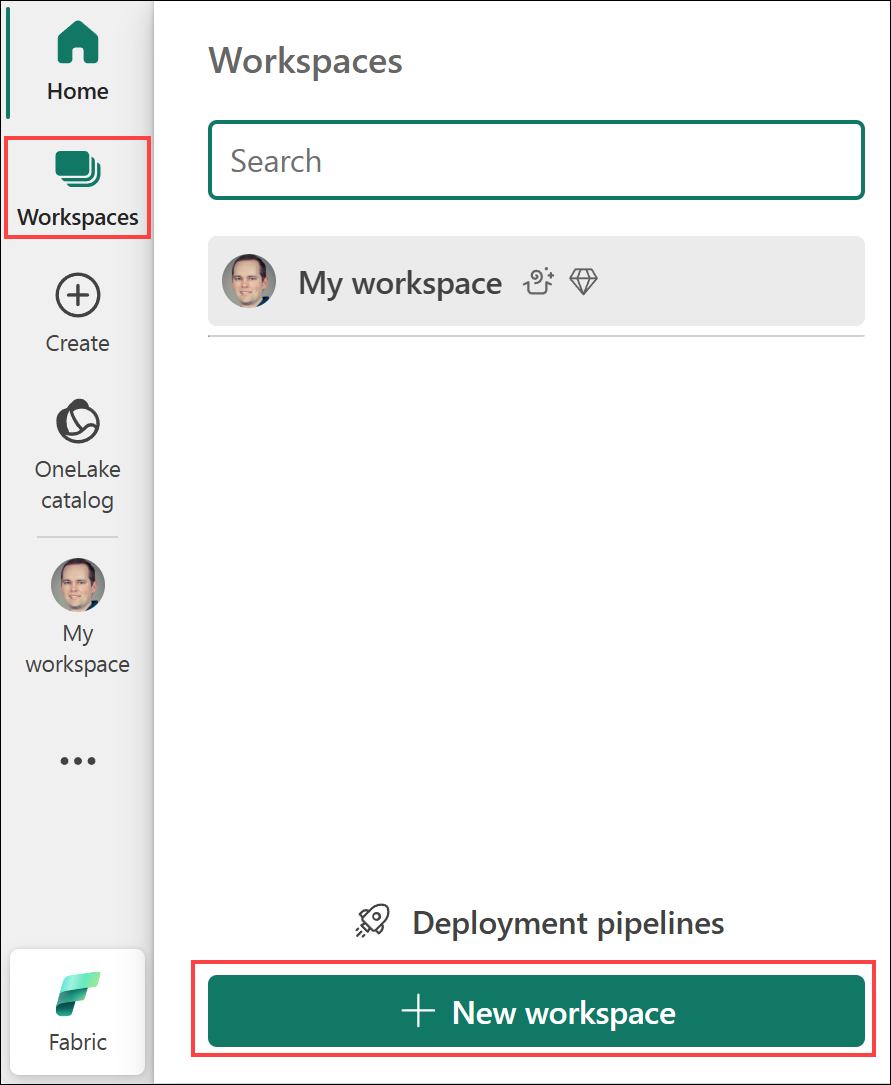 Home
Workspaces
Create
OneLake
catalog
My
workspace
Fabric
Workspaces
Search
My workspace
Deployment pipelines
New workspace